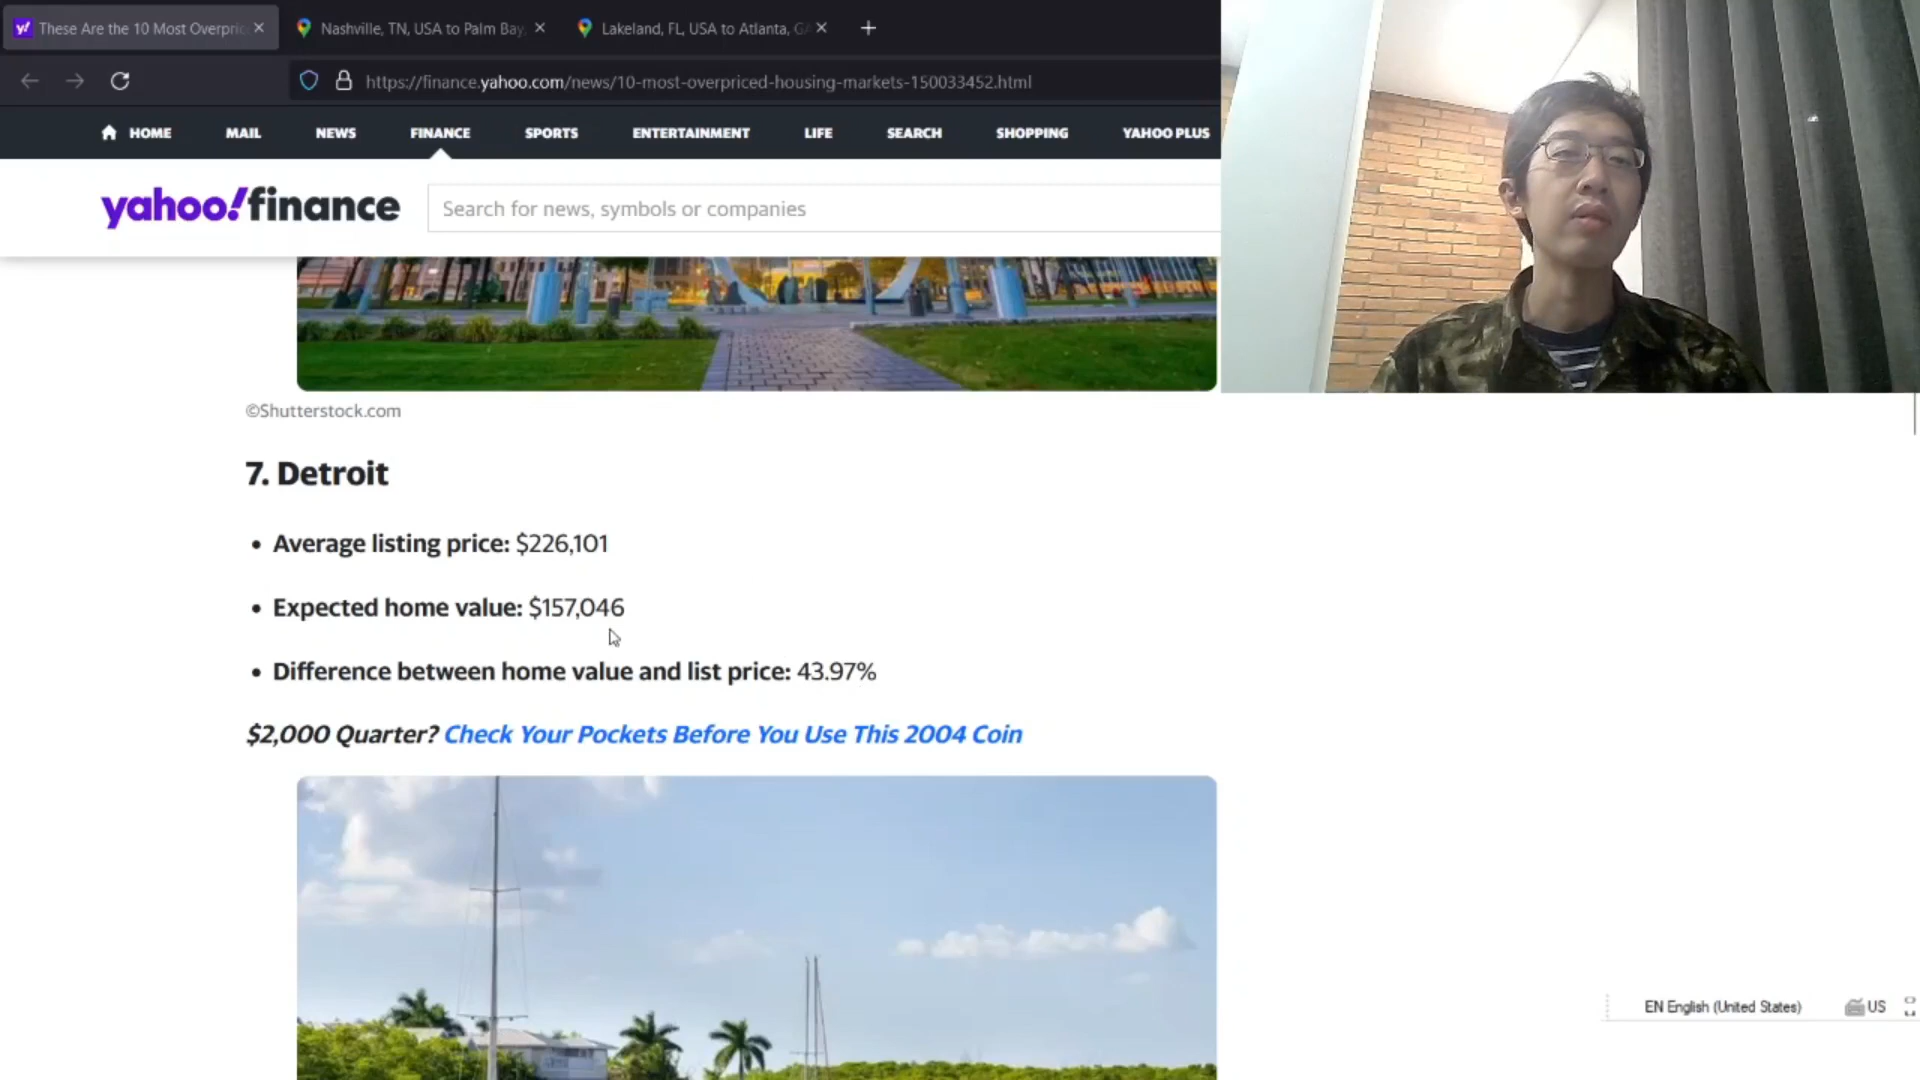 These Are the 10 Most Overpric
Nashville, TN, USA to Palm Bay,
Lakeland, FL, USA to Atlanta, GA
https://finance.yahoo.com/news/10-most-overpriced-housing-markets-150033452.html
HOME MAIL NEWS FINANCE SPORTS ENTERTAINMENT LIFE SEARCH SHOPPING YAHOO PLUS
yahoo!finance
Search for news, symbols or companies
©Shutterstock.com
7. Detroit
• Average listing price: $226,101
• Expected home value: $157,046
• Difference between home value and list price: 43.97%
$2,000 Quarter? Check Your Pockets Before You Use This 2004 Coin
EN English (United States) US